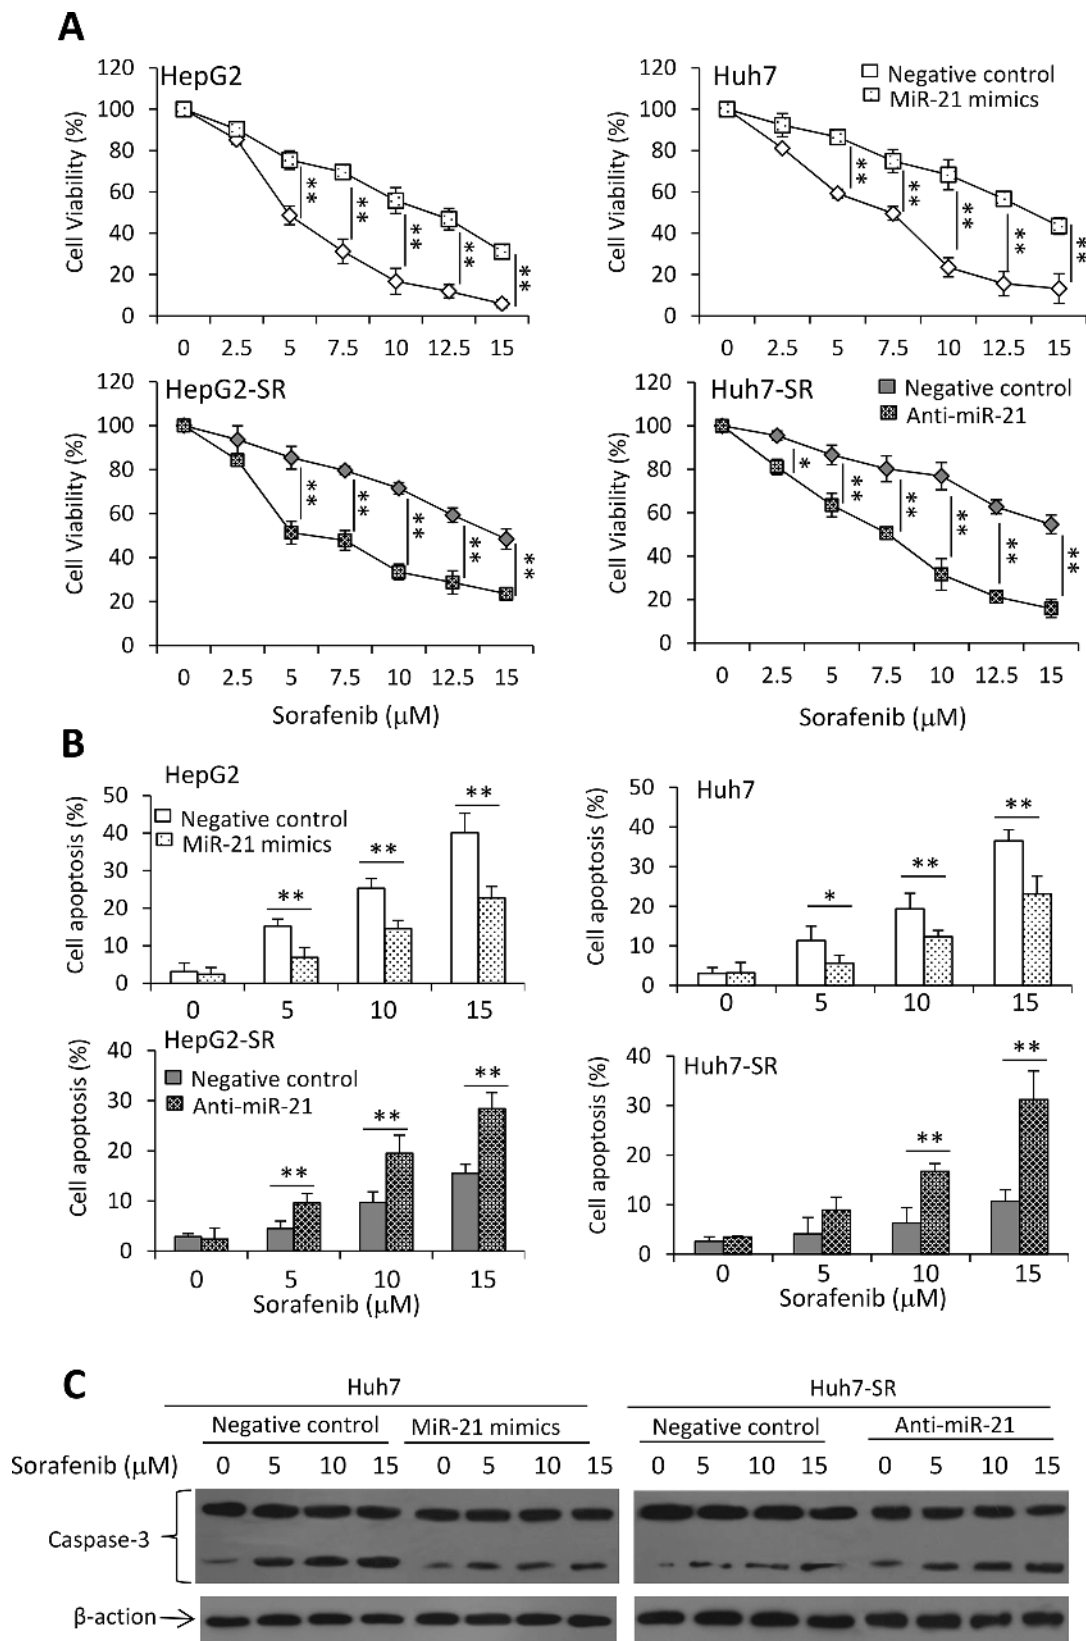 A
HepG2
Cell Viability (%)
120
100
80
60
40
20
0
** ** ** ** **
0 2.5 5 7.5 10 12.5 15
Huh7
Negative control
MiR-21 mimics
Cell Viability (%)
120
100
80
60
40
20
0
** ** ** ** **
0 2.5 5 7.5 10 12.5 15
HepG2-SR
Cell Viability (%)
120
100
80
60
40
20
0
** ** ** ** **
0 2.5 5 7.5 10 12.5 15
Sorafenib (μM)
Huh7-SR
Negative control
Anti-miR-21
Cell Viability (%)
120
100
80
60
40
20
0
* ** ** ** ** **
0 2.5 5 7.5 10 12.5 15
Sorafenib (μM)
B
HepG2
Negative control
MiR-21 mimics
Cell apoptosis (%)
50
40
30
20
10
0
** ** **
0 5 10 15
Huh7
Cell apoptosis (%)
50
40
30
20
10
0
* ** **
0 5 10 15
HepG2-SR
Negative control
Anti-miR-21
Cell apoptosis (%)
40
30
20
10
0
** ** **
0 5 10 15
Sorafenib (μM)
Huh7-SR
Cell apoptosis (%)
40
30
20
10
0
** **
0 5 10 15
Sorafenib (μM)
C
Huh7 Huh7-SR
Negative control MiR-21 mimics Negative control Anti-miR-21
Sorafenib (μM) 0 5 10 15 0 5 10 15 0 5 10 15 0 5 10 15
Caspase-3
β-action